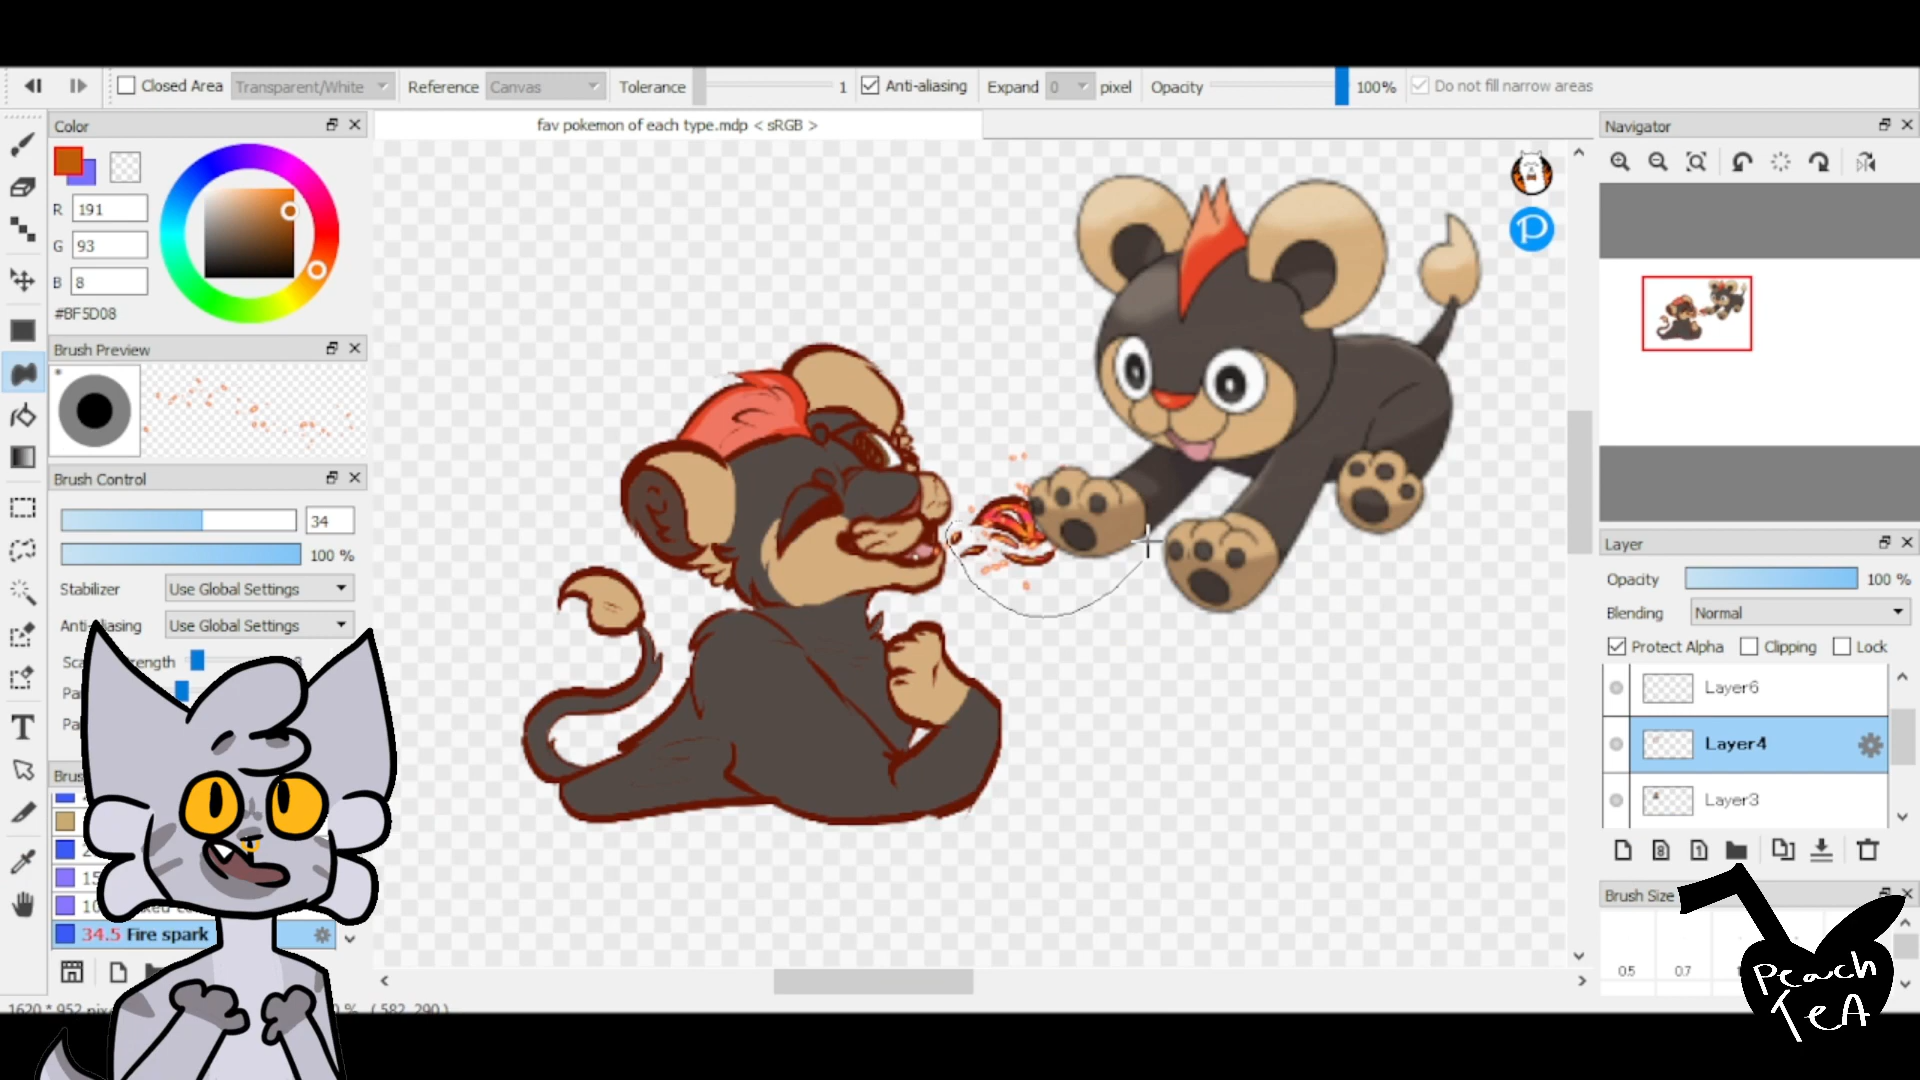 Closed Area Transparent/White Reference Canvas Tolerance 1 Anti-aliasing Expand 0 pixel Opacity 100% Do not fill narrow areas
Color
fav pokemon of each type.mdp < sRGB >
Navigator
R 191
G 93
B 8
#BF5D08
Brush Preview
Brush Control
34
100 %
Stabilizer Use Global Settings
Use Global Settings
34.5 Fire spark
Layer
Opacity 100 %
Blending Normal
Protect Alpha Clipping Lock
Layer6
Layer4
Layer3
8 1
Brush Size
0.5 0.7
Peach
TeA